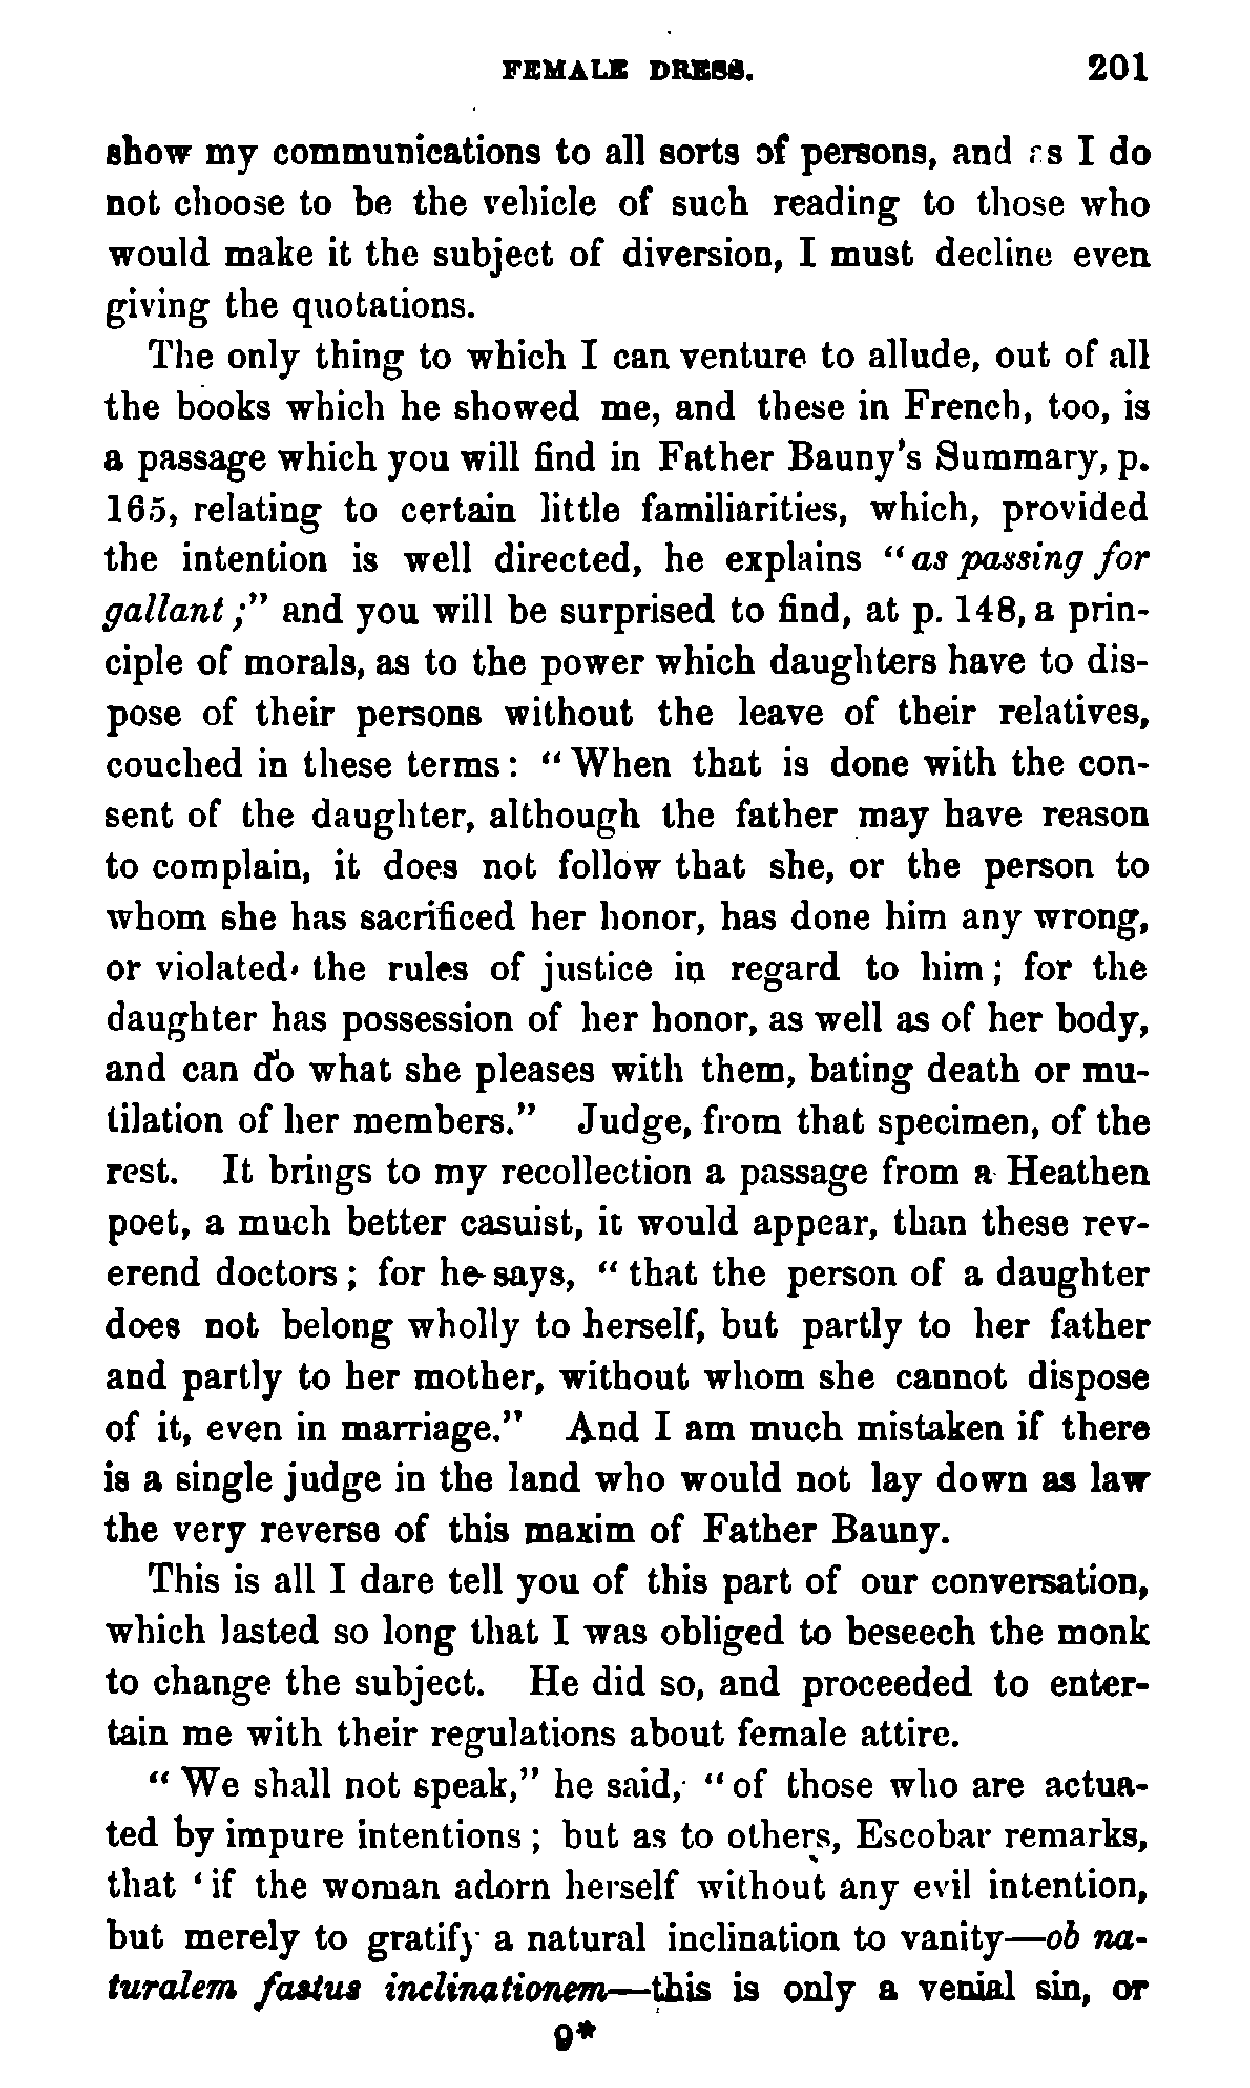 FEMALE DRESS. 201
show my communications to all sorts of persons, and as I do
not choose to be the vehicle of such reading to those who
would make it the subject of diversion, I must decline even
giving the quotations.
The only thing to which I can venture to allude, out of all
the books which he showed me, and these in French, too, is
a passage which you will find in Father Bauny's Summary, p.
165, relating to certain little familiarities, which, provided
the intention is well directed, he explains "as passing for
gallant;" and you will be surprised to find, at p. 148, a prin-
ciple of morals, as to the power which daughters have to dis-
pose of their persons without the leave of their relatives,
couched in these terms: "When that is done with the con-
sent of the daughter, although the father may have reason
to complain, it does not follow that she, or the person to
whom she has sacrificed her honor, has done him any wrong,
or violated the rules of justice in regard to him; for the
daughter has possession of her honor, as well as of her body,
and can do what she pleases with them, bating death or mu-
tilation of her members." Judge, from that specimen, of the
rest. It brings to my recollection a passage from a Heathen
poet, a much better casuist, it would appear, than these rev-
erend doctors; for he says, "that the person of a daughter
does not belong wholly to herself, but partly to her father
and partly to her mother, without whom she cannot dispose
of it, even in marriage." And I am much mistaken if there
is a single judge in the land who would not lay down as law
the very reverse of this maxim of Father Bauny.
This is all I dare tell you of this part of our conversation,
which lasted so long that I was obliged to beseech the monk
to change the subject. He did so, and proceeded to enter-
tain me with their regulations about female attire.
"We shall not speak," he said, "of those who are actua-
ted by impure intentions; but as to others, Escobar remarks,
that 'if the woman adorn herself without any evil intention,
but merely to gratify a natural inclination to vanity—ob na-
turalem fastus inclinationem—this is only a venial sin, or
9*